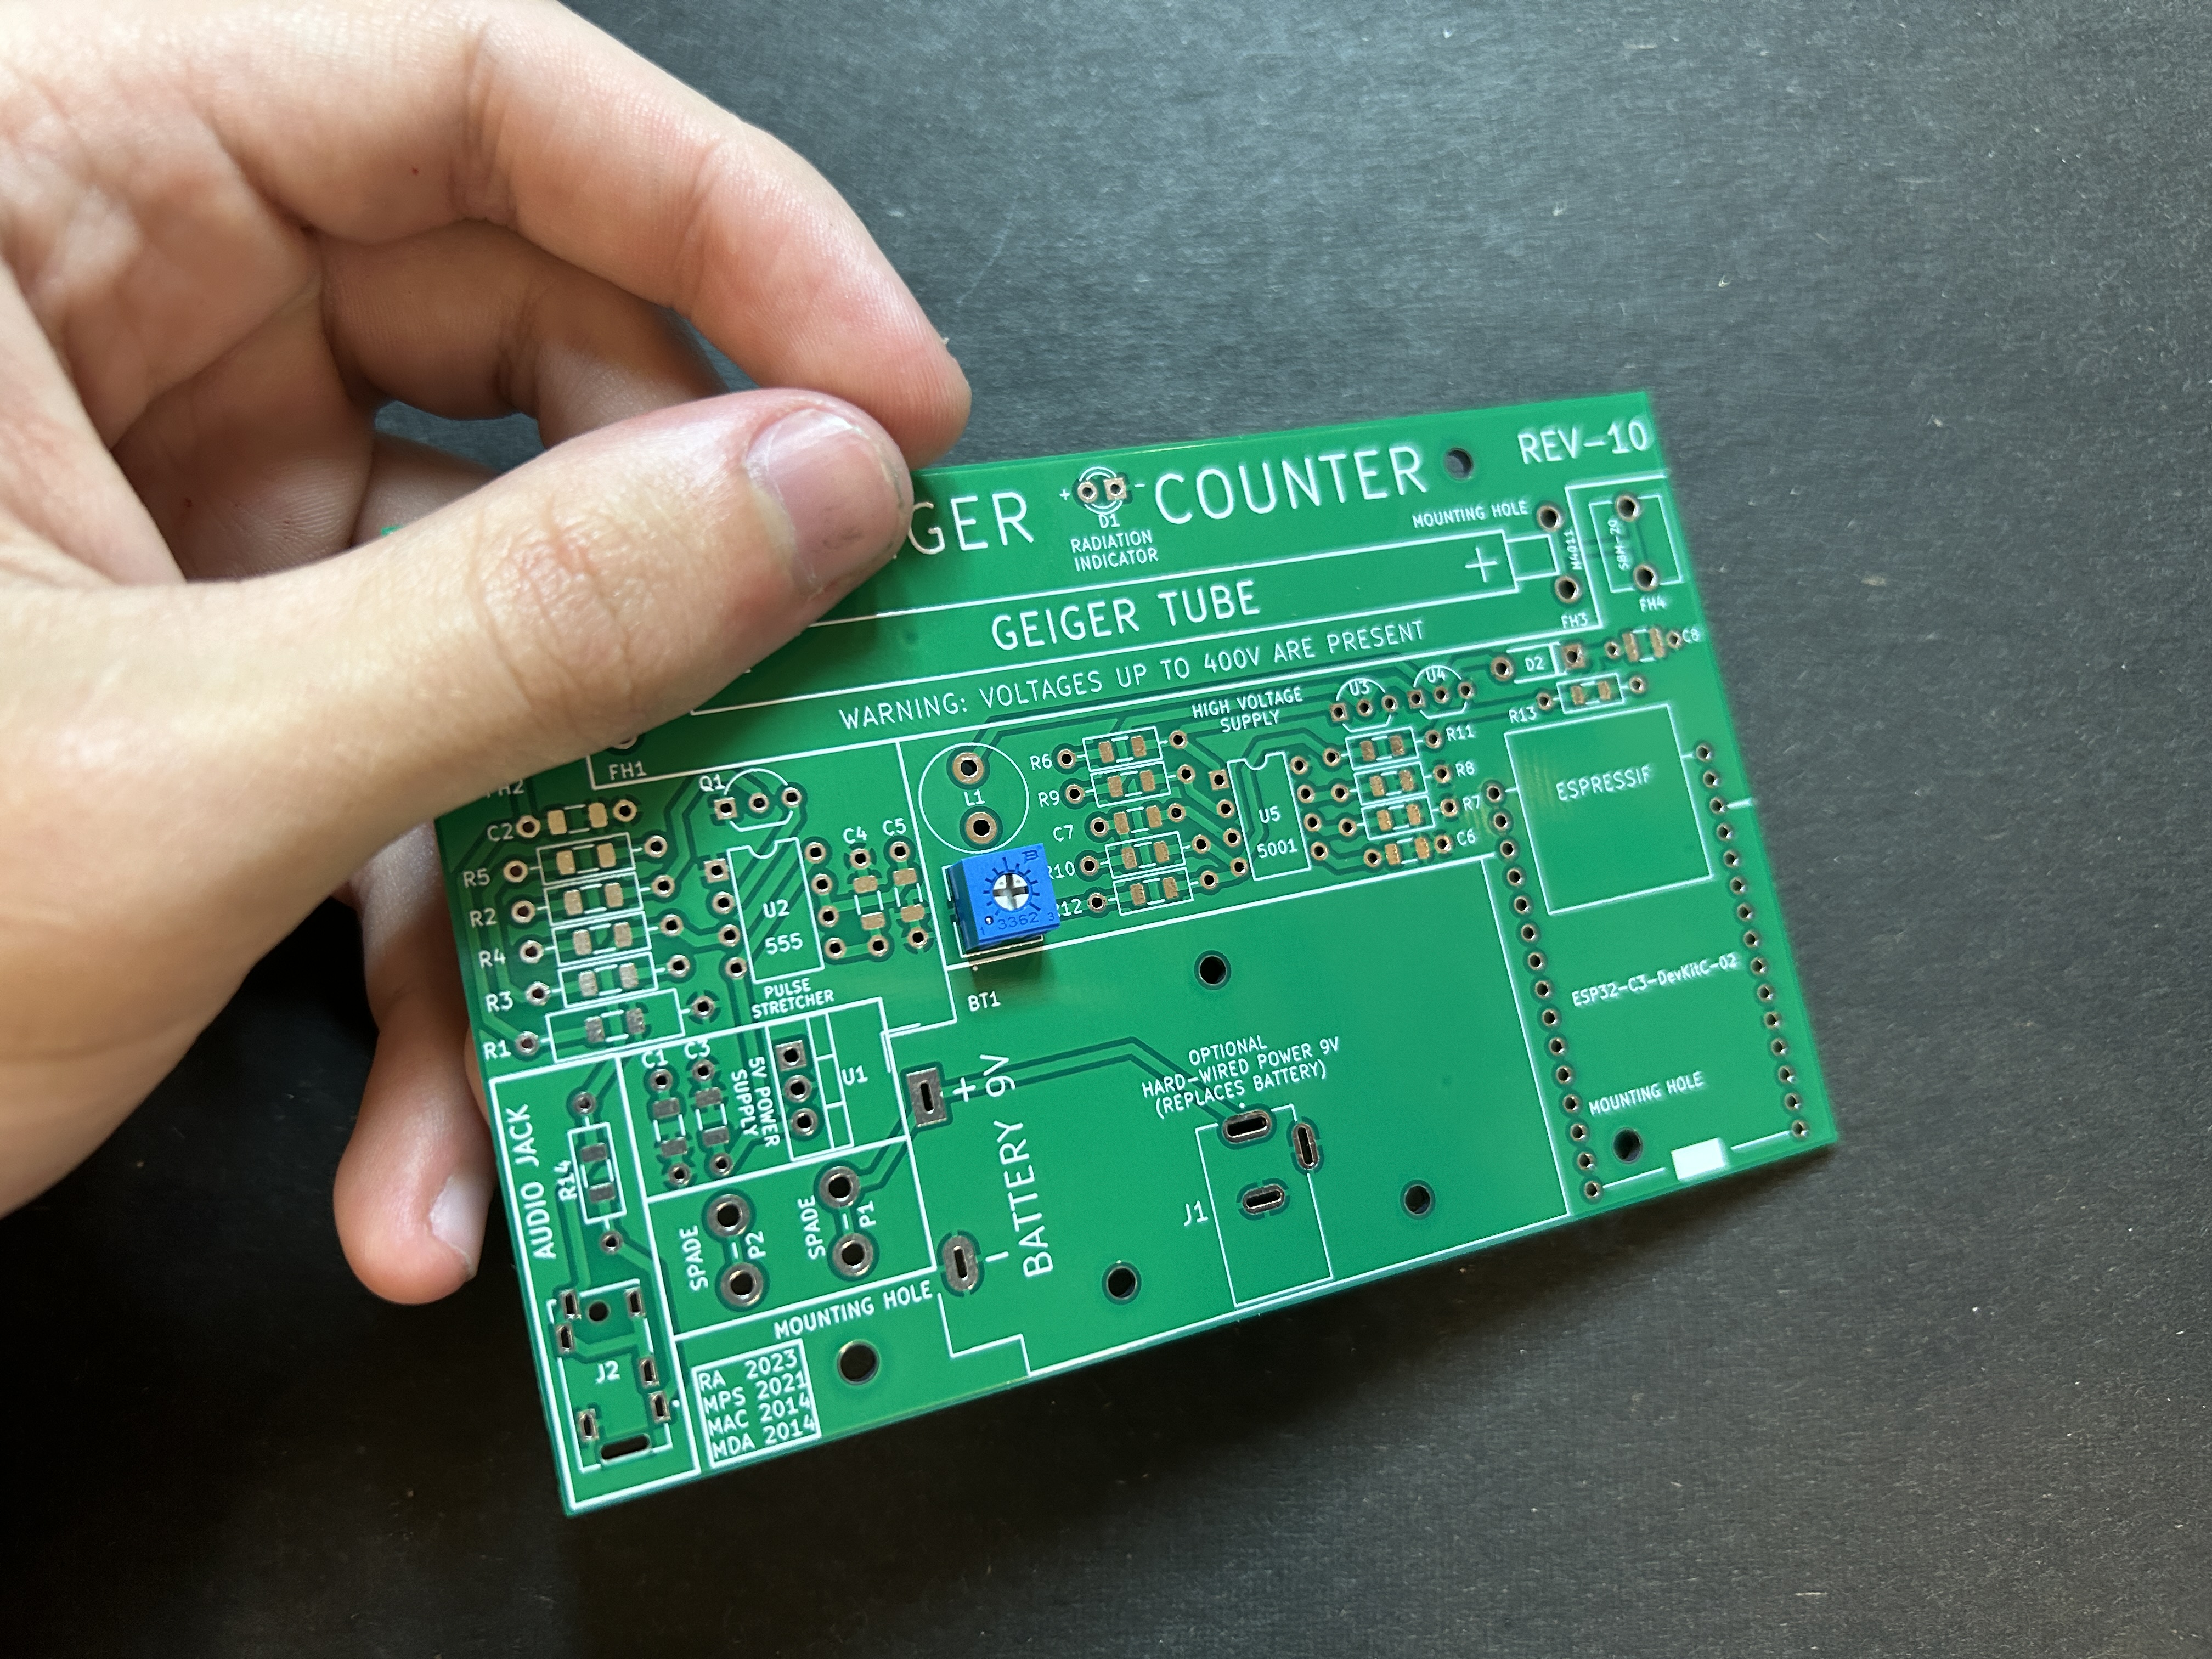 AUDIO JACK
J2
R14
R1
R3
R4
R2
R5
C2
FH1
C1
C3
SPADE
P2
SPADE
P1
5V POWER
SUPPLY
U1
RA 2023
MPS 2021
MAC 2014
MDA 2014
MOUNTING HOLE
PULSE
STRETCHER
U2
555
Q1
C4
C5
BT1
BATTERY 9V
+
-
L1
3362
1
3
R10
C7
R9
R6
WARNING: VOLTAGES UP TO 400V ARE PRESENT
GEIGER TUBE
+
COUNTER
REV-10
+
D1
-
RADIATION
INDICATOR
HIGH VOLTAGE
SUPPLY
J1
OPTIONAL
HARD-WIRED POWER 9V
(REPLACES BATTERY)
U5
5001
U3
U4
C6
R7
R8
R11
R13
D2
FH3
M4011
SBM-20
FH4
C8
MOUNTING HOLE
ESPRESSIF
ESP32-C3-DevKitC-02
MOUNTING HOLE